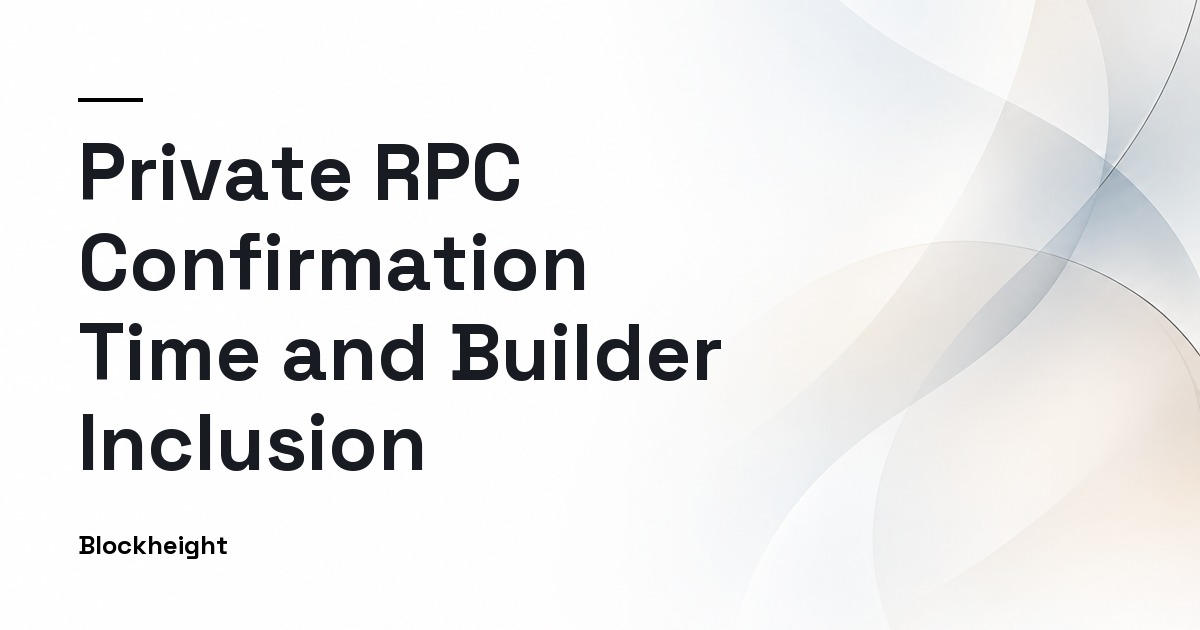 Private RPC
Confirmation
Time and Builder
Inclusion
Blockheight